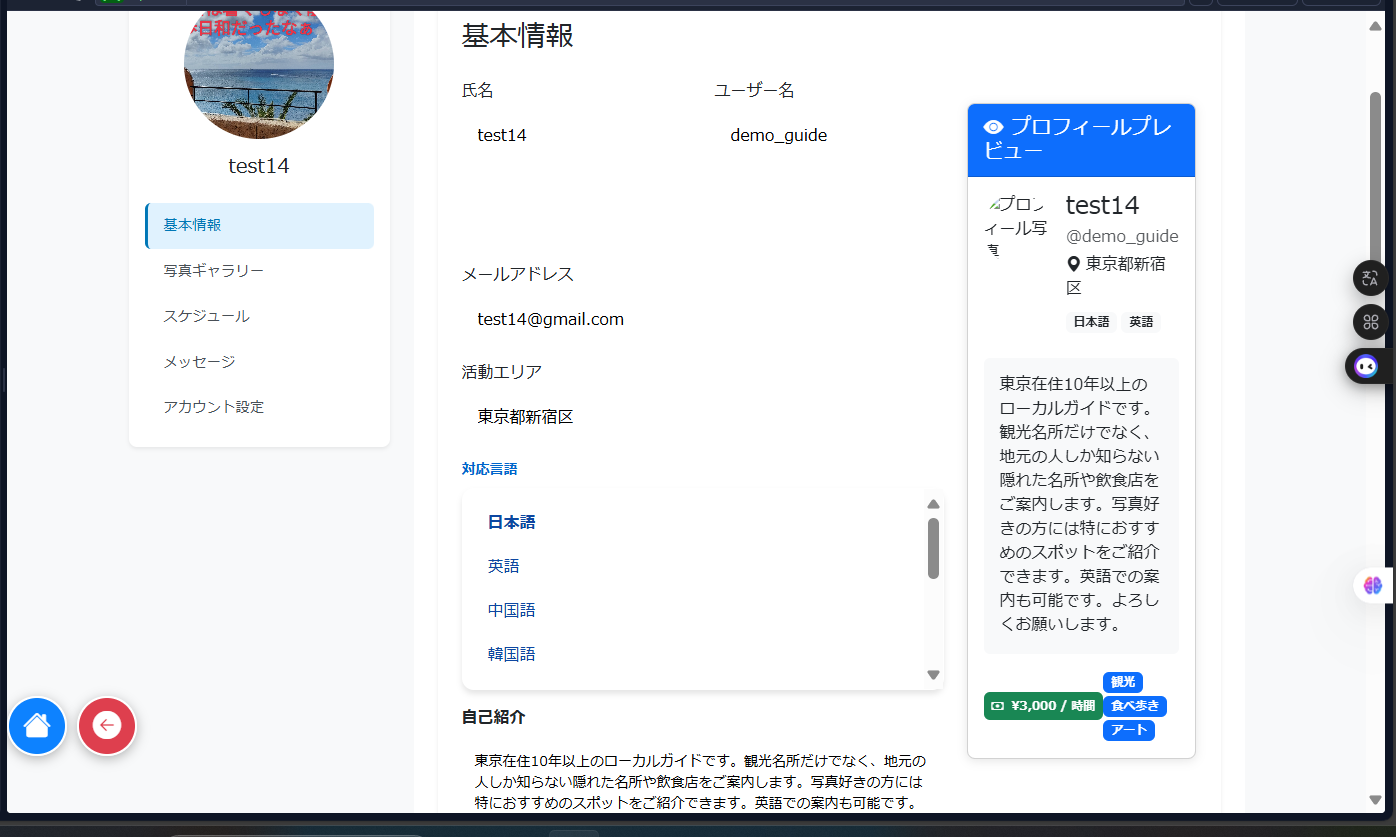 日和だったなぁ
test14
基本情報
写真ギャラリー
スケジュール
メッセージ
アカウント設定
基本情報
氏名
ユーザー名
test14
demo_guide
メールアドレス
test14@gmail.com
活動エリア
東京都新宿区
対応言語
日本語
英語
中国語
韓国語
自己紹介
東京在住10年以上のローカルガイドです。観光名所だけでなく、地元の
人しか知らない隠れた名所や飲食店をご案内します。写真好きの方には
特におすすめのスポットをご紹介できます。英語での案内も可能です。
プロフィールプレ
ビュー
プロフ
ィール写
真
test14
@demo_guide
東京都新宿
区
日本語
英語
東京在住10年以上の
ローカルガイドです。
観光名所だけでなく、
地元の人しか知らない
隠れた名所や飲食店を
ご案内します。写真好
きの方には特におすす
めのスポットをご紹介
できます。英語での案
内も可能です。よろし
くお願いします。
¥3,000 / 時間
観光
食べ歩き
アート